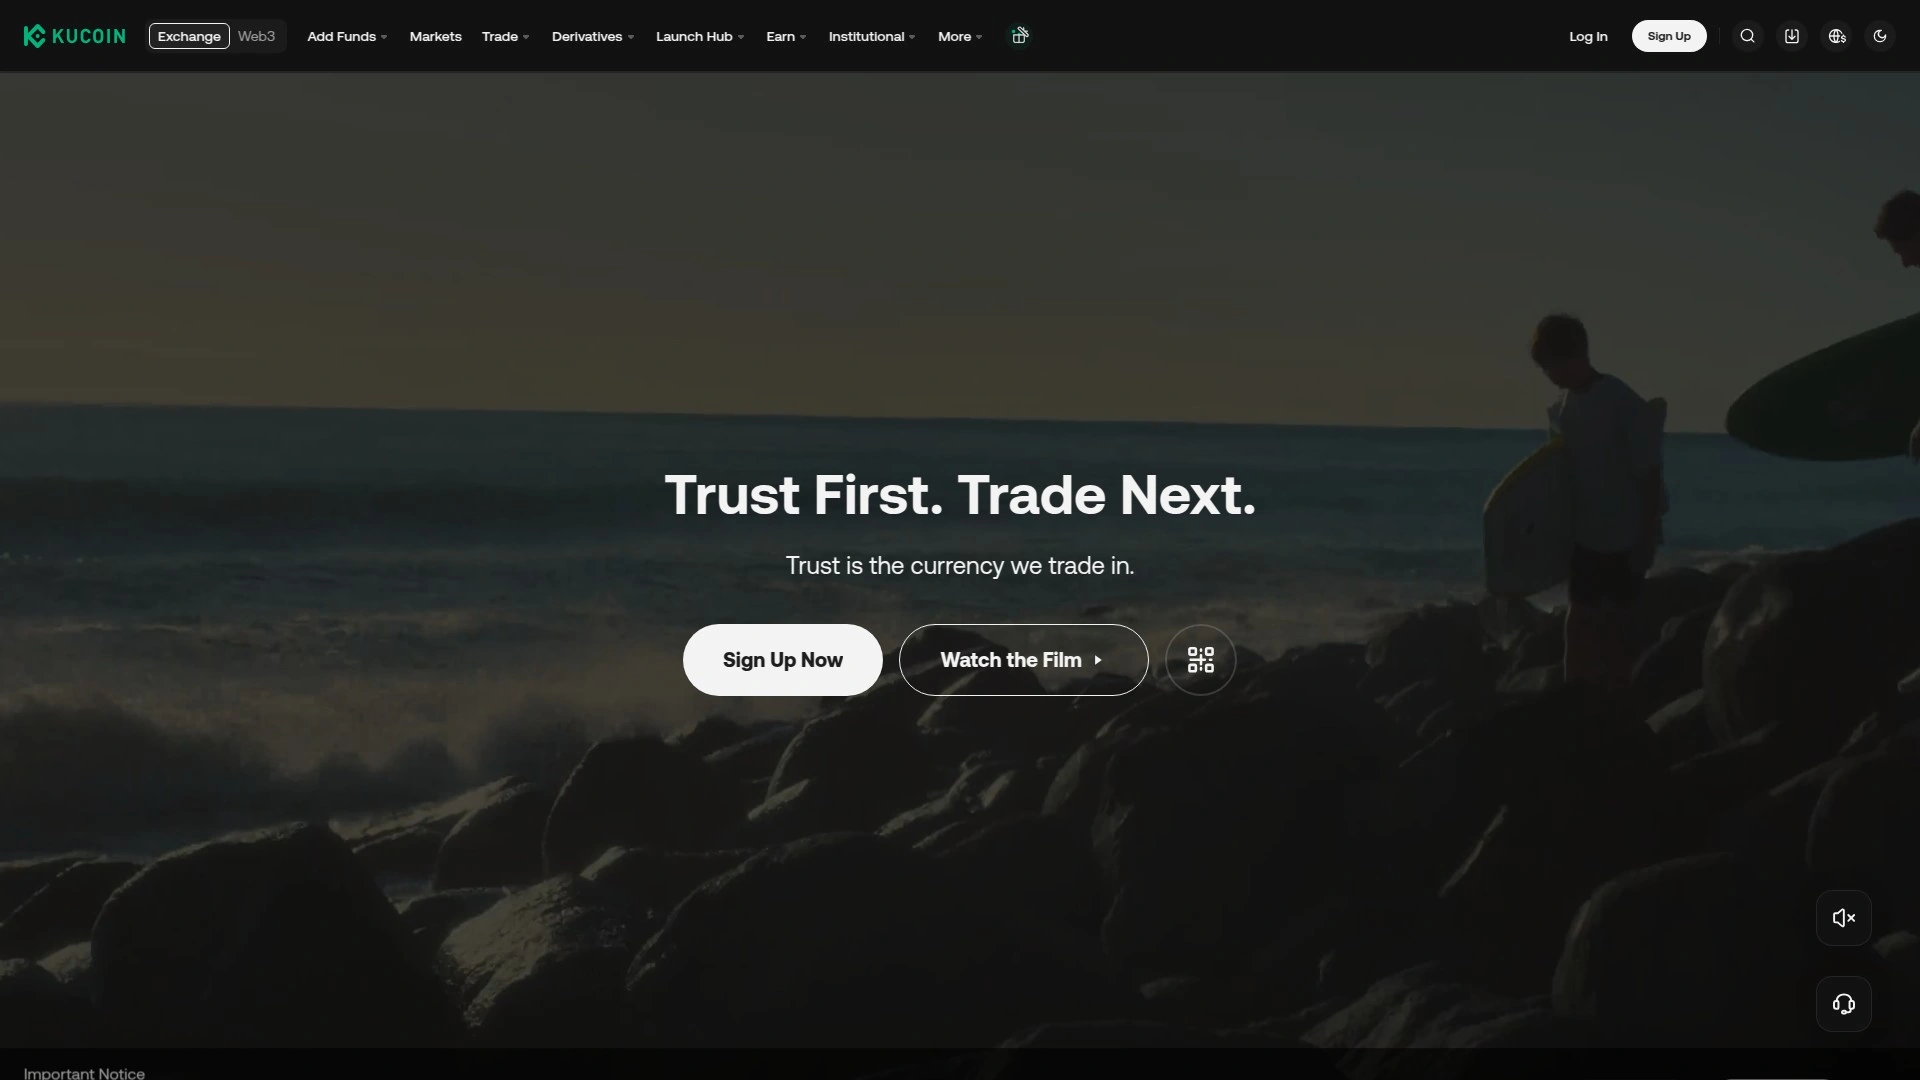 KUCOIN Exchange Web3 Add Funds Markets Trade Derivatives Launch Hub Earn Institutional More Log In Sign Up
Trust First. Trade Next.
Trust is the currency we trade in.
Sign Up Now Watch the Film
Important Notice